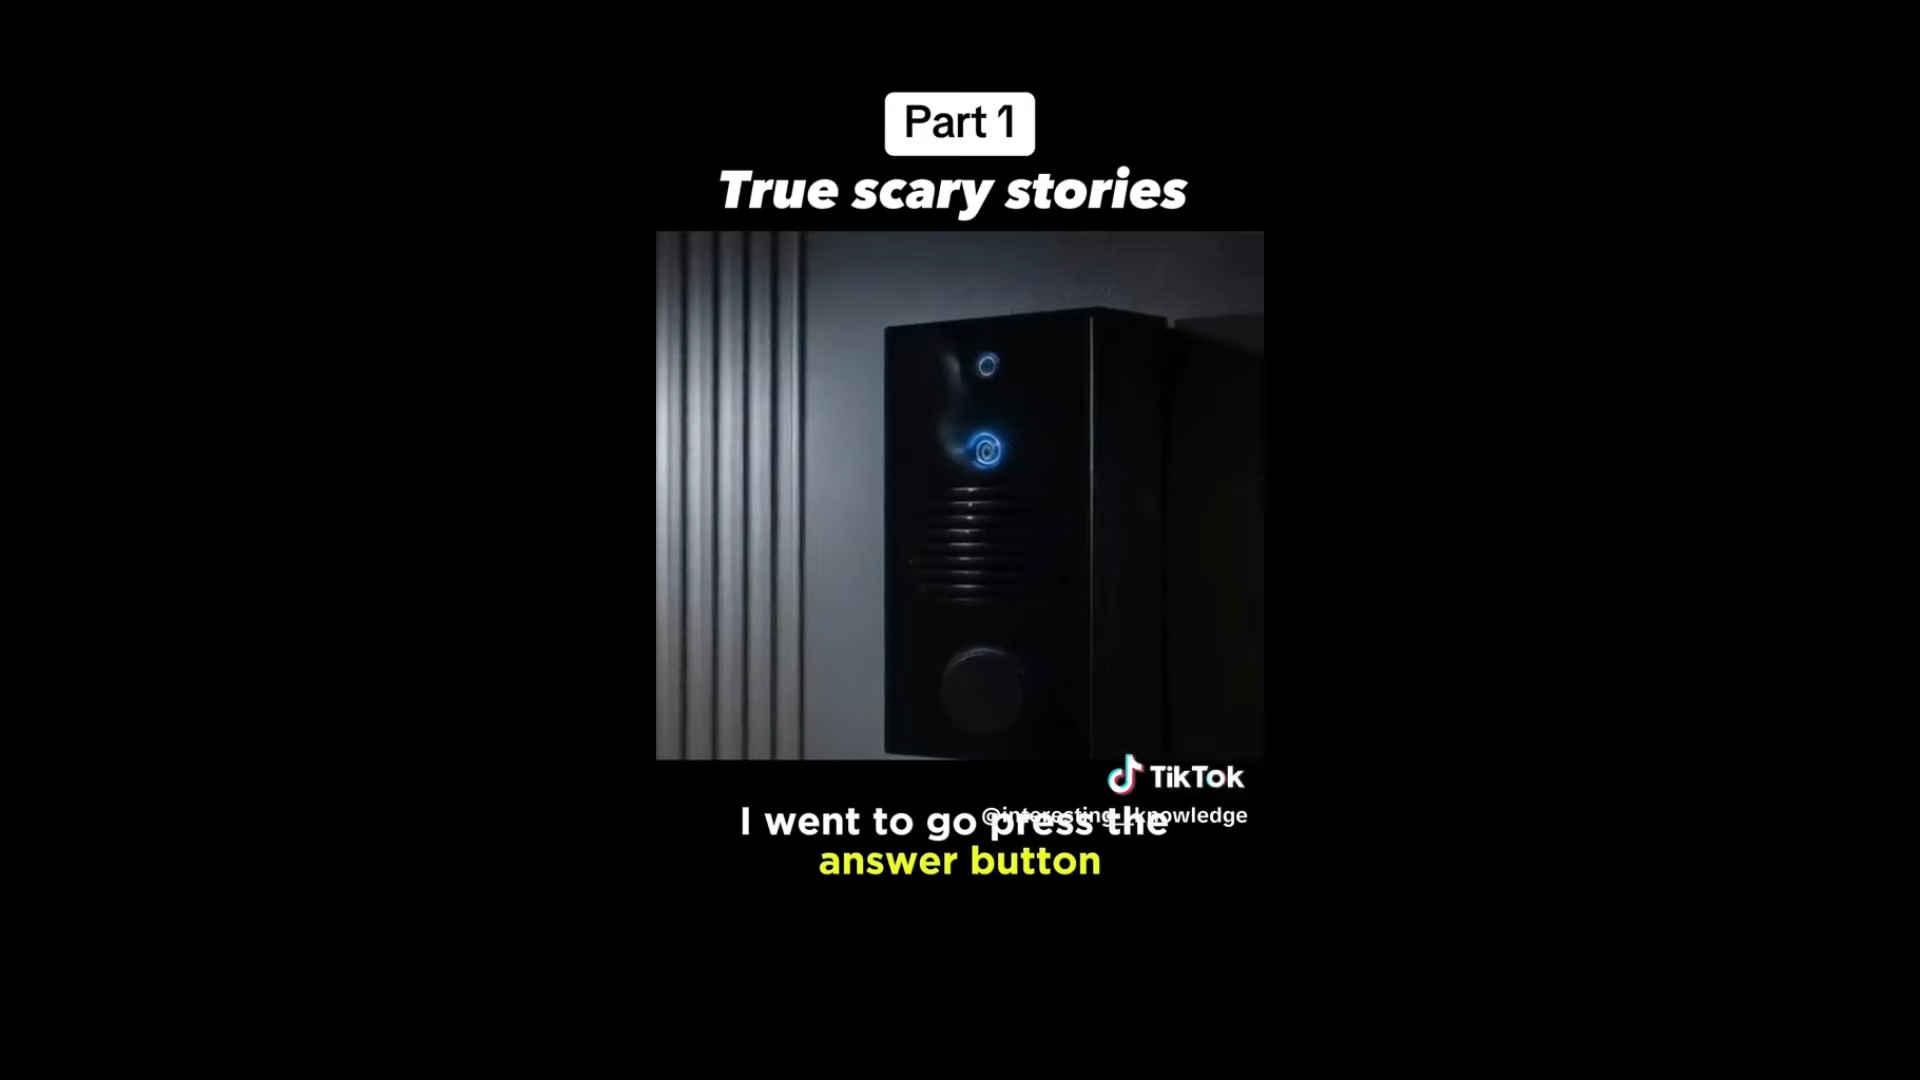 Part 1
True scary stories
TikTok
@interesting_knowledge
I went to go press the
answer button